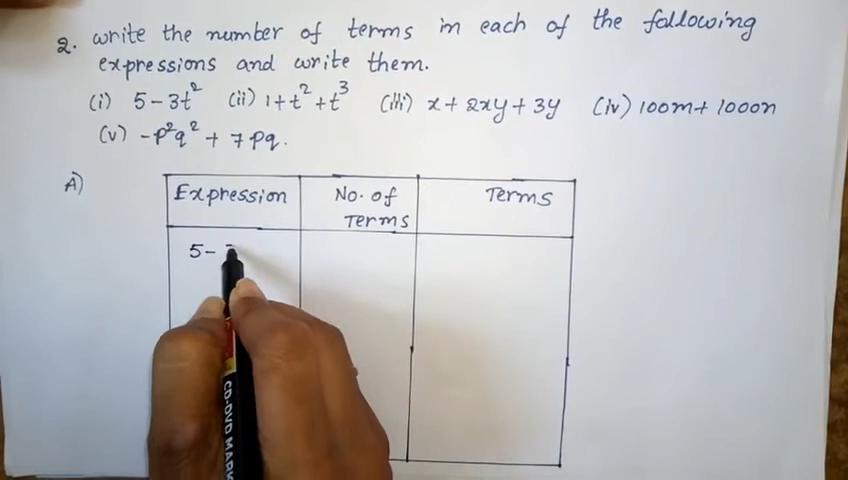 2. write the number of terms in each of the following
expressions and write them.
(i) 5-3t² (ii) 1+t²+t³ (iii) x+2xy+3y (iv) 100m+1000n
(v) -p²q²+7pq.
A)
Expression No. of Terms Terms
5-
CD-DVD MARK